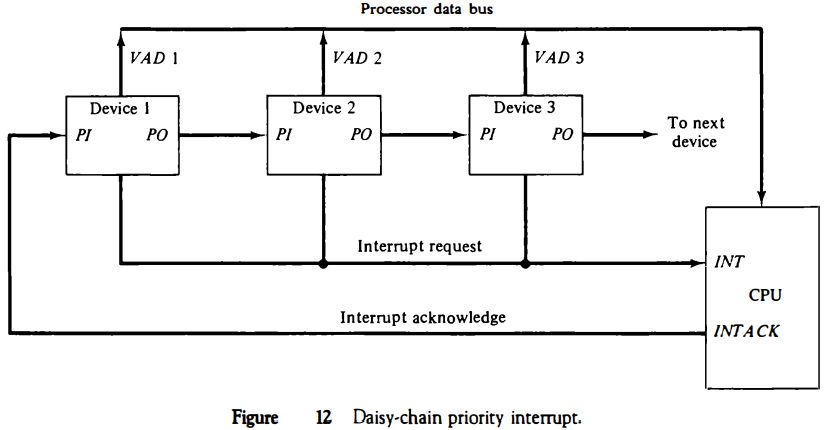 Processor data bus
VAD 1
VAD 2
VAD 3
Device 1
PI PO
Device 2
PI PO
Device 3
PI PO
To next
device
Interrupt request
INT
CPU
Interrupt acknowledge
INTACK
Figure 12 Daisy-chain priority interrupt.